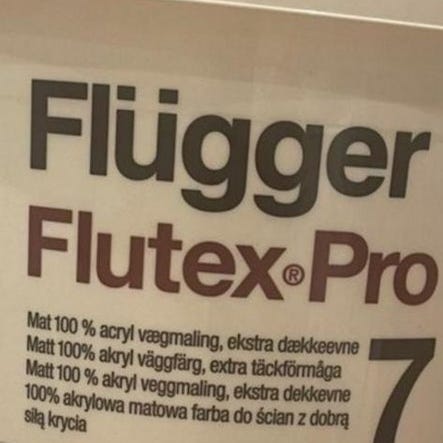 Flügger
Flutex®Pro
7
Mat 100 % acryl vægmaling, ekstra dækkeevne
Matt 100% akryl väggfärg, extra täckförmåga
Matt 100 % akryl veggmaling, ekstra dekkevne
100% akrylowa matowa farba do ścian z dobrą
siłą krycia